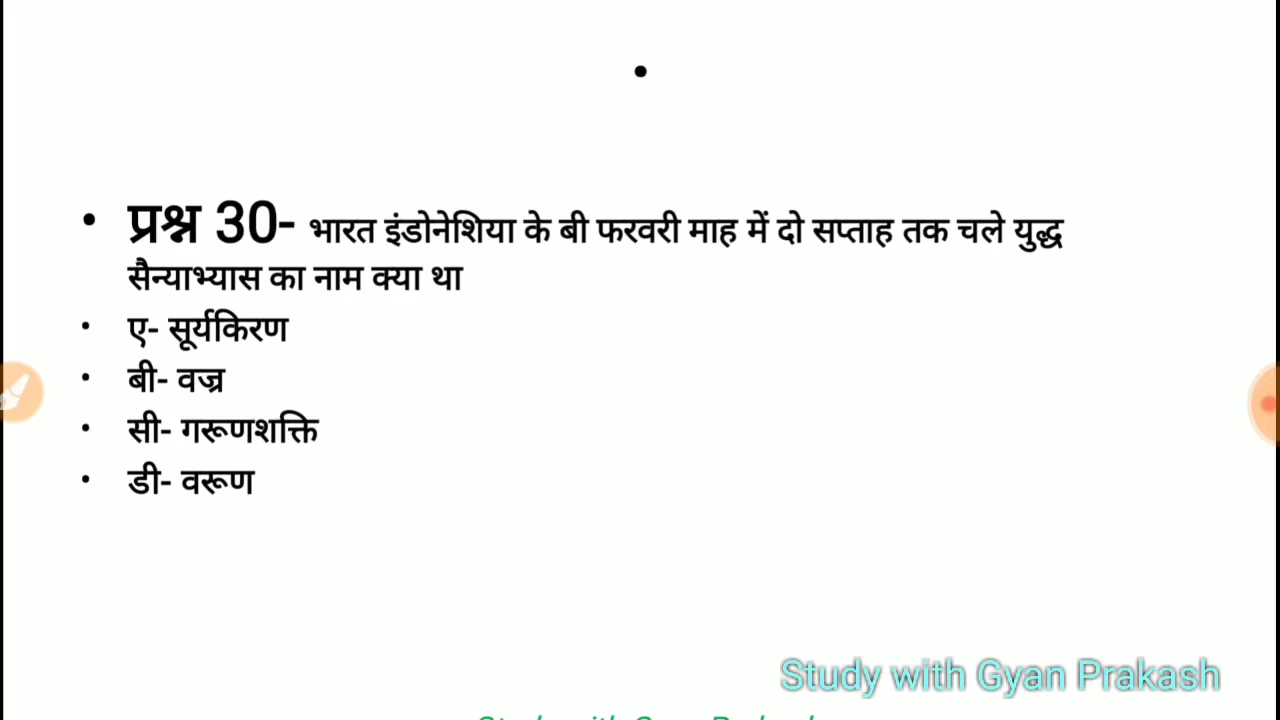 प्रश्न 30- भारत इंडोनेशिया के बी फरवरी माह में दो सप्ताह तक चले युद्ध
सैन्याभ्यास का नाम क्या था
ए- सूर्यकिरण
बी- वज्र
सी- गरूणशक्ति
डी- वरूण
Study with Gyan Prakash